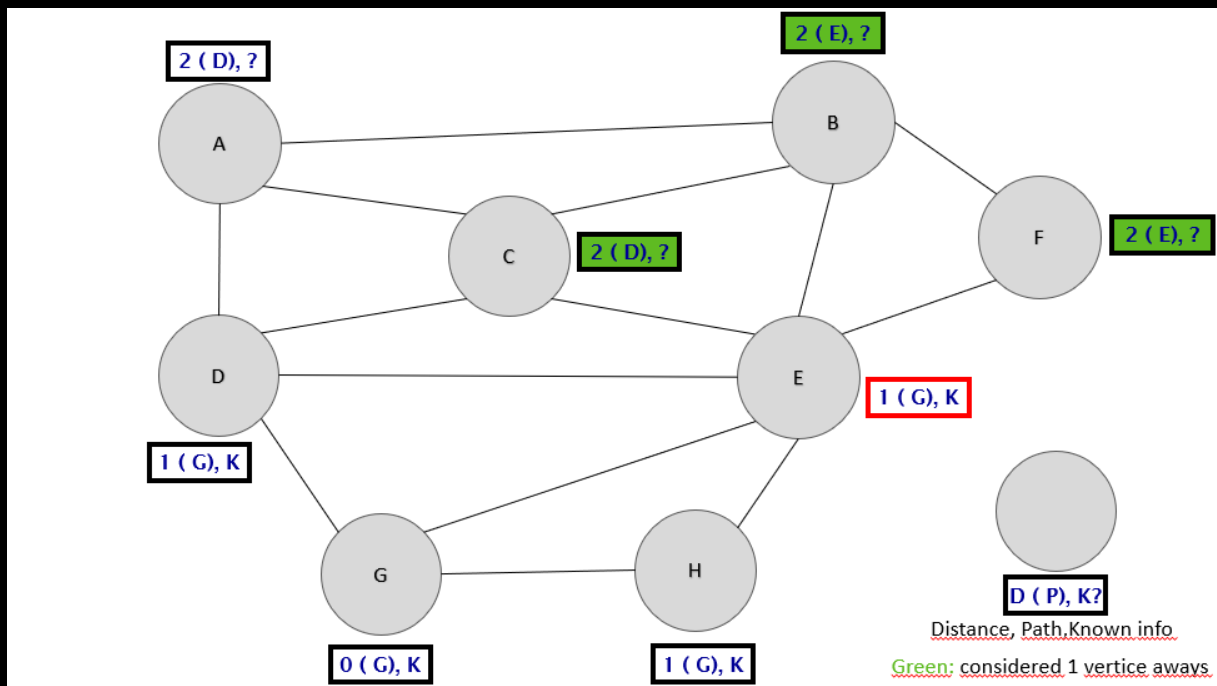 2 ( E), ?
2 ( D), ?
A
B
C
2 ( D), ?
F
2 ( E), ?
D
E
1 ( G), K
1 ( G), K
G
H
D ( P), K?
Distance, Path,Known info
0 ( G), K
1 ( G), K
Green: considered 1 vertice aways